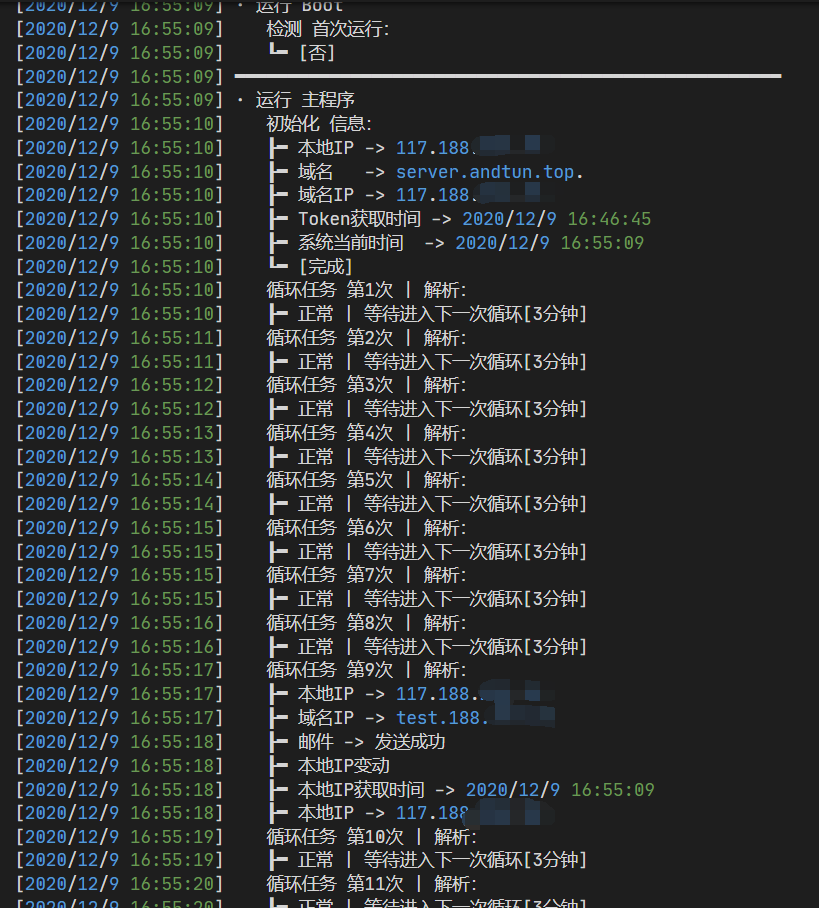 [2020/12/9 16:55:09] · 运行 Boot
[2020/12/9 16:55:09] 检测 首次运行:
[2020/12/9 16:55:09] ┗━ [否]
[2020/12/9 16:55:09] ━━━━━━━━━━━━━━━━━━━━━━━━━━━━━━
[2020/12/9 16:55:09] · 运行 主程序
[2020/12/9 16:55:10] 初始化 信息:
[2020/12/9 16:55:10] ┣━ 本地IP -> 117.188.
[2020/12/9 16:55:10] ┣━ 域名 -> server.andtun.top.
[2020/12/9 16:55:10] ┣━ 域名IP -> 117.188.
[2020/12/9 16:55:10] ┣━ Token获取时间 -> 2020/12/9 16:46:45
[2020/12/9 16:55:10] ┣━ 系统当前时间 -> 2020/12/9 16:55:09
[2020/12/9 16:55:10] ┗━ [完成]
[2020/12/9 16:55:10] 循环任务 第1次 | 解析:
[2020/12/9 16:55:10] ┣━ 正常 | 等待进入下一次循环[3分钟]
[2020/12/9 16:55:11] 循环任务 第2次 | 解析:
[2020/12/9 16:55:11] ┣━ 正常 | 等待进入下一次循环[3分钟]
[2020/12/9 16:55:12] 循环任务 第3次 | 解析:
[2020/12/9 16:55:12] ┣━ 正常 | 等待进入下一次循环[3分钟]
[2020/12/9 16:55:13] 循环任务 第4次 | 解析:
[2020/12/9 16:55:13] ┣━ 正常 | 等待进入下一次循环[3分钟]
[2020/12/9 16:55:14] 循环任务 第5次 | 解析:
[2020/12/9 16:55:14] ┣━ 正常 | 等待进入下一次循环[3分钟]
[2020/12/9 16:55:15] 循环任务 第6次 | 解析:
[2020/12/9 16:55:15] ┣━ 正常 | 等待进入下一次循环[3分钟]
[2020/12/9 16:55:15] 循环任务 第7次 | 解析:
[2020/12/9 16:55:15] ┣━ 正常 | 等待进入下一次循环[3分钟]
[2020/12/9 16:55:16] 循环任务 第8次 | 解析:
[2020/12/9 16:55:16] ┣━ 正常 | 等待进入下一次循环[3分钟]
[2020/12/9 16:55:17] 循环任务 第9次 | 解析:
[2020/12/9 16:55:17] ┣━ 本地IP -> 117.188.
[2020/12/9 16:55:17] ┣━ 域名IP -> test.188.
[2020/12/9 16:55:18] ┣━ 邮件 -> 发送成功
[2020/12/9 16:55:18] ┣━ 本地IP变动
[2020/12/9 16:55:18] ┣━ 本地IP获取时间 -> 2020/12/9 16:55:09
[2020/12/9 16:55:18] ┣━ 本地IP -> 117.188
[2020/12/9 16:55:19] 循环任务 第10次 | 解析:
[2020/12/9 16:55:19] ┣━ 正常 | 等待进入下一次循环[3分钟]
[2020/12/9 16:55:20] 循环任务 第11次 | 解析:
[2020/12/9 16:55:20] ┣━ 正常 | 等待进入下一次循环[3分钟]